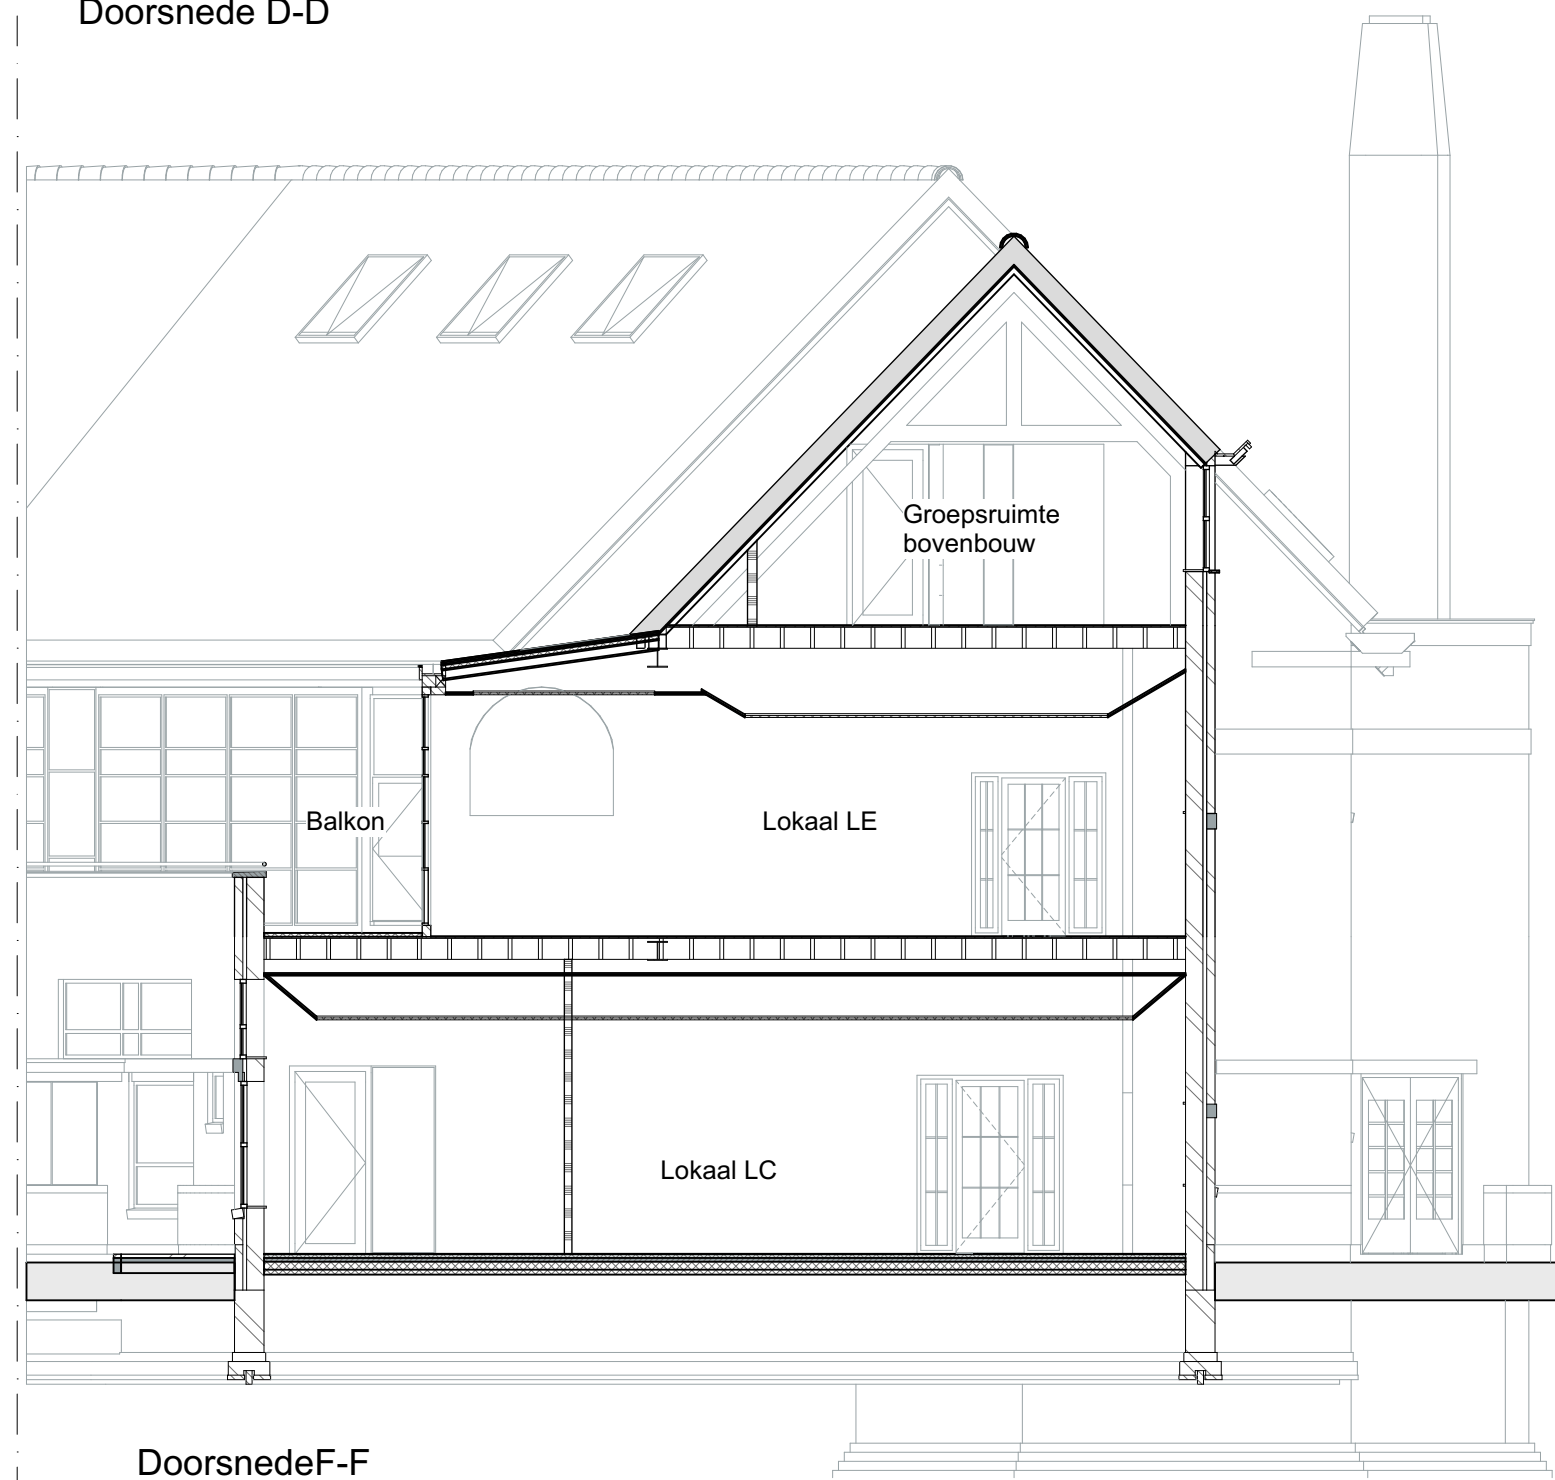 Doorsnede D-D
Groepsruimte
bovenbouw
Balkon
Lokaal LE
Lokaal LC
DoorsnedeF-F